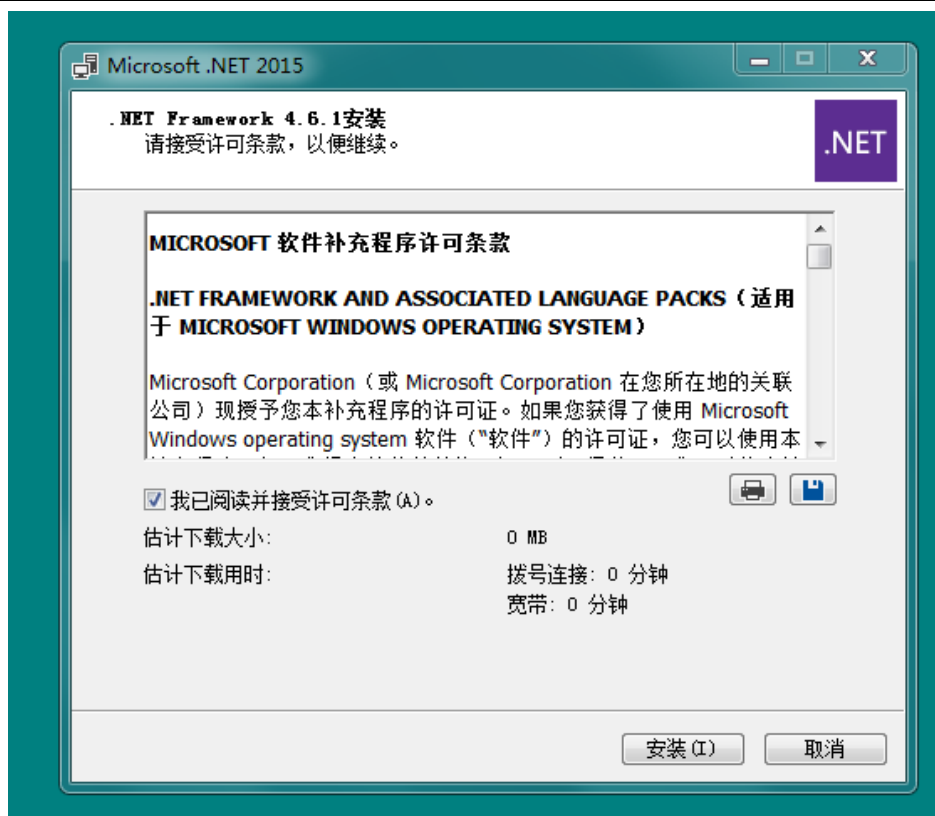 Microsoft .NET 2015
.NET Framework 4.6.1安装
请接受许可条款，以便继续。
.NET
MICROSOFT 软件补充程序许可条款
.NET FRAMEWORK AND ASSOCIATED LANGUAGE PACKS（适用
于 MICROSOFT WINDOWS OPERATING SYSTEM）
Microsoft Corporation（或 Microsoft Corporation 在您所在地的关联
公司）现授予您本补充程序的许可证。如果您获得了使用 Microsoft
Windows operating system 软件（“软件”）的许可证，您可以使用本
我已阅读并接受许可条款(A)。
估计下载大小: 0 MB
估计下载用时: 拨号连接: 0 分钟
宽带: 0 分钟
安装(I) 取消